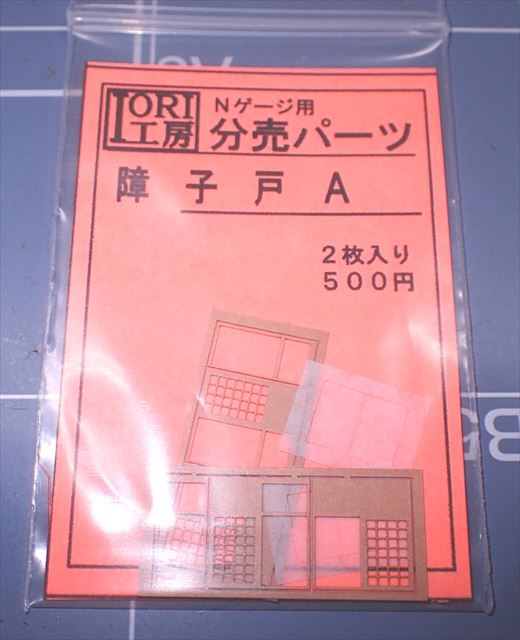 IORI工房
Nゲージ用
分売パーツ
障子戸A
2枚入り
500円